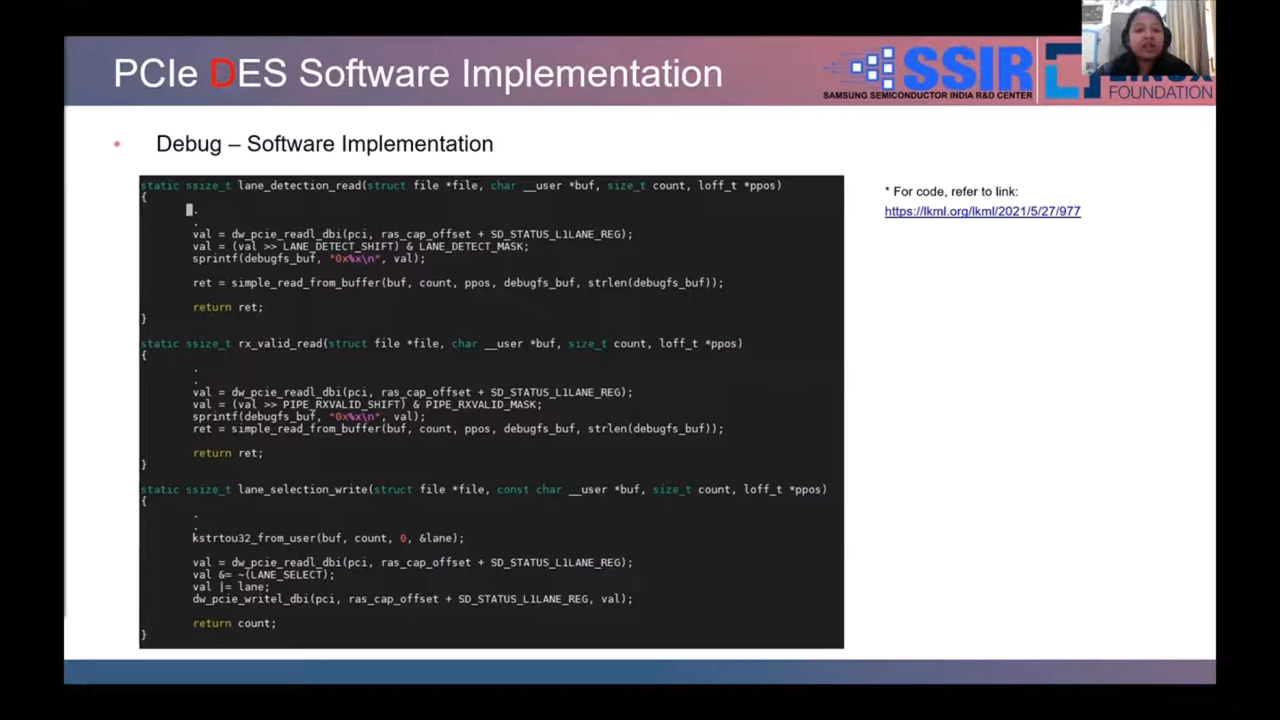 PCIe DES Software Implementation
SSIR
SAMSUNG SEMICONDUCTOR INDIA R&D CENTER
FOUNDATION
• Debug – Software Implementation
static ssize_t lane_detection_read(struct file *file, char __user *buf, size_t count, loff_t *ppos)
{
.
.
val = dw_pcie_readl_dbi(pci, ras_cap_offset + SD_STATUS_L1LANE_REG);
val = (val >> LANE_DETECT_SHIFT) & LANE_DETECT_MASK;
sprintf(debugfs_buf, "0x%x\n", val);
ret = simple_read_from_buffer(buf, count, ppos, debugfs_buf, strlen(debugfs_buf));
return ret;
}
static ssize_t rx_valid_read(struct file *file, char __user *buf, size_t count, loff_t *ppos)
{
.
.
val = dw_pcie_readl_dbi(pci, ras_cap_offset + SD_STATUS_L1LANE_REG);
val = (val >> PIPE_RXVALID_SHIFT) & PIPE_RXVALID_MASK;
sprintf(debugfs_buf, "0x%x\n", val);
ret = simple_read_from_buffer(buf, count, ppos, debugfs_buf, strlen(debugfs_buf));
return ret;
}
static ssize_t lane_selection_write(struct file *file, const char __user *buf, size_t count, loff_t *ppos)
{
.
.
kstrtou32_from_user(buf, count, 0, &lane);
val = dw_pcie_readl_dbi(pci, ras_cap_offset + SD_STATUS_L1LANE_REG);
val &= ~(LANE_SELECT);
val |= lane;
dw_pcie_writel_dbi(pci, ras_cap_offset + SD_STATUS_L1LANE_REG, val);
return count;
}
* For code, refer to link:
https://lkml.org/lkml/2021/5/27/977